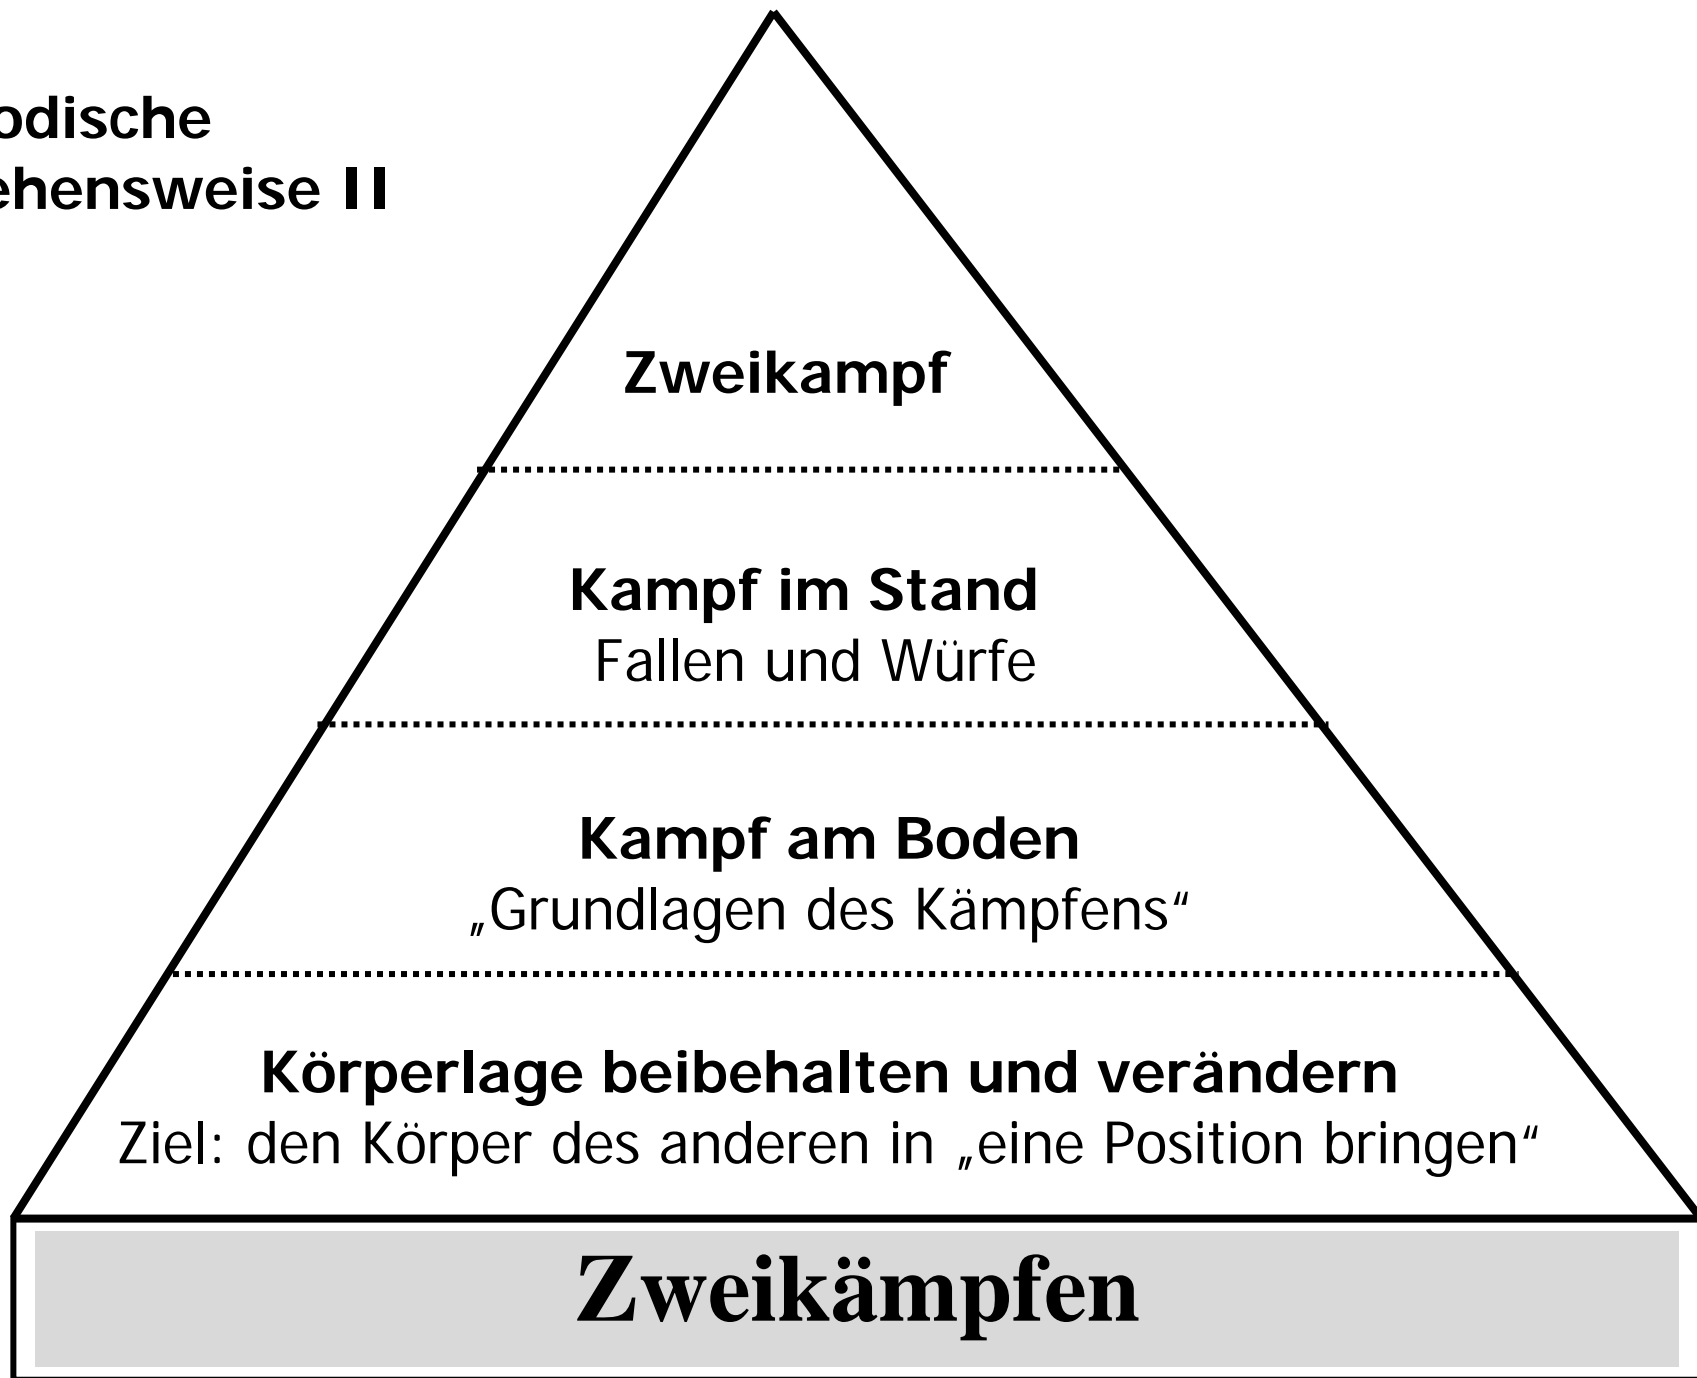 odische
ehensweise II
Zweikampf
Kampf im Stand
Fallen und Würfe
Kampf am Boden
„Grundlagen des Kämpfens“
Körperlage beibehalten und verändern
Ziel: den Körper des anderen in „eine Position bringen“
Zweikämpfen